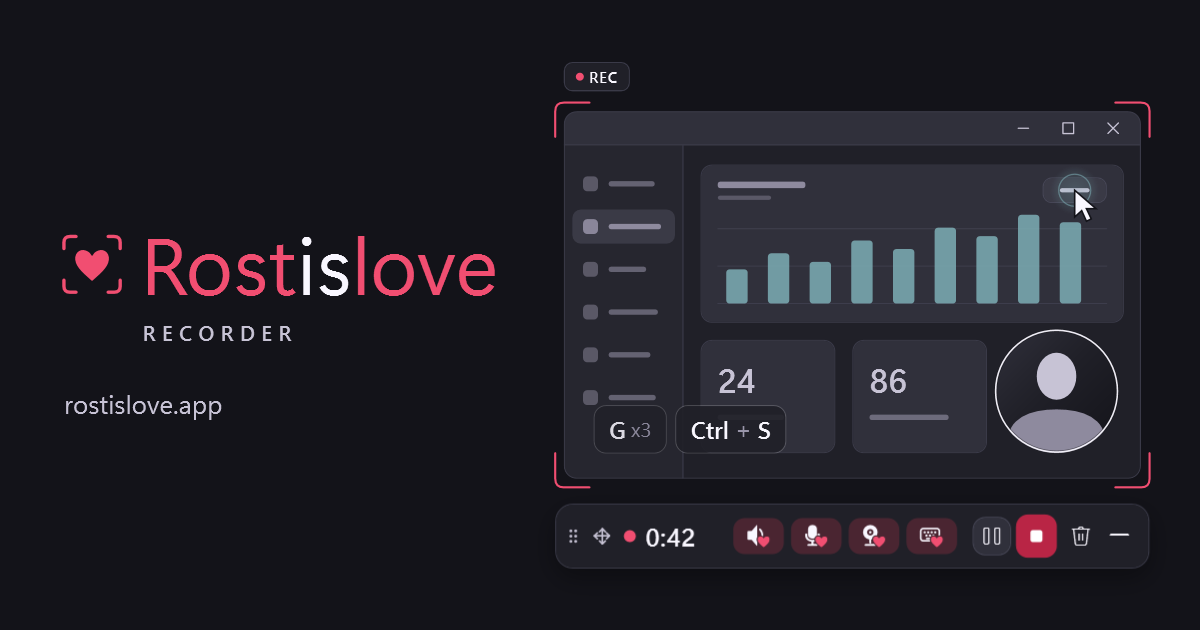 Rostislove
RECORDER
rostislove.app
REC
24
86
G x3
Ctrl + S
0:42